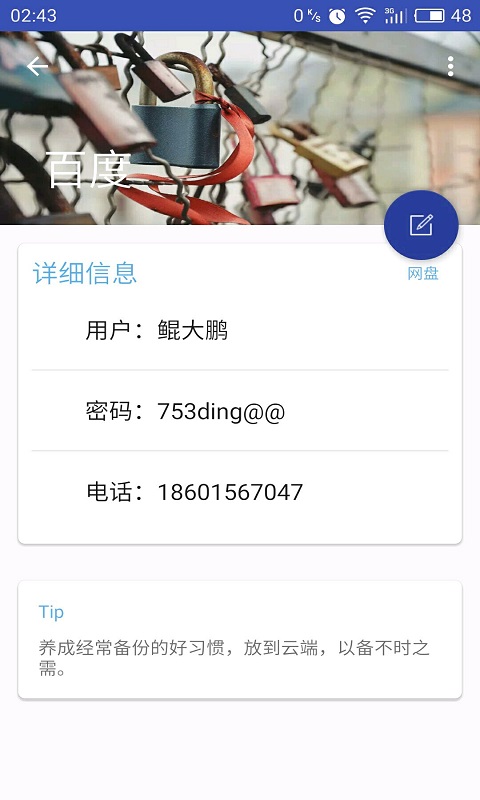 02:43 0 K/s 3G 48
百度
详细信息 网盘
用户：鲲大鹏
密码：753ding@@
电话：18601567047
Tip
养成经常备份的好习惯，放到云端，以备不时之
需。